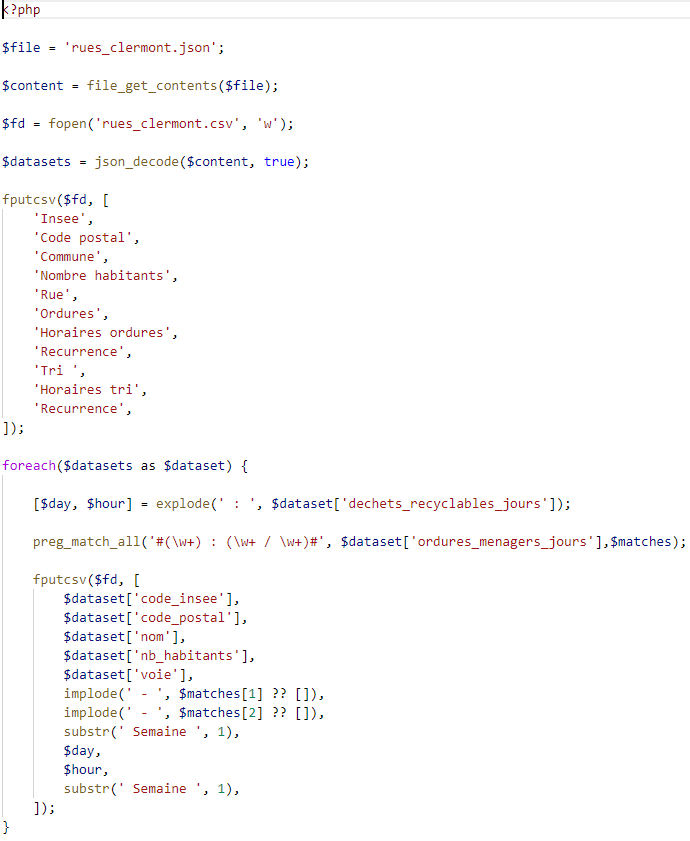 <?php
$file = 'rues_clermont.json';
$content = file_get_contents($file);
$fd = fopen('rues_clermont.csv', 'w');
$datasets = json_decode($content, true);
fputcsv($fd, [
    'Insee',
    'Code postal',
    'Commune',
    'Nombre habitants',
    'Rue',
    'Ordures',
    'Horaires ordures',
    'Recurrence',
    'Tri ',
    'Horaires tri',
    'Recurrence',
]);
foreach($datasets as $dataset) {
    [$day, $hour] = explode(' : ', $dataset['dechets_recyclables_jours']);
    preg_match_all('#(\w+) : (\w+ / \w+)#', $dataset['ordures_menagers_jours'],$matches);
    fputcsv($fd, [
        $dataset['code_insee'],
        $dataset['code_postal'],
        $dataset['nom'],
        $dataset['nb_habitants'],
        $dataset['voie'],
        implode(' - ', $matches[1] ?? []),
        implode(' - ', $matches[2] ?? []),
        substr(' Semaine ', 1),
        $day,
        $hour,
        substr(' Semaine ', 1),
    ]);
}